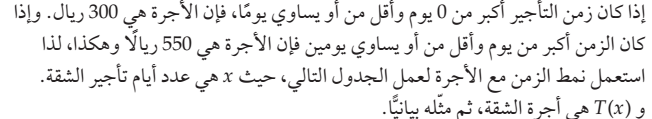 إذا كان زمن التأجير أكبر من 0 يوم وأقل من أو يساوي يومًا، فإن الأجرة هي 300 ريال. وإذا
كان الزمن أكبر من يوم وأقل من أو يساوي يومين فإن الأجرة هي 550 ريالًا وهكذا، لذا
استعمل نمط الزمن مع الأجرة لعمل الجدول التالي، حيث x هي عدد أيام تأجير الشقة.
و T(x) هي أجرة الشقة، ثم مثّله بيانيًّا.